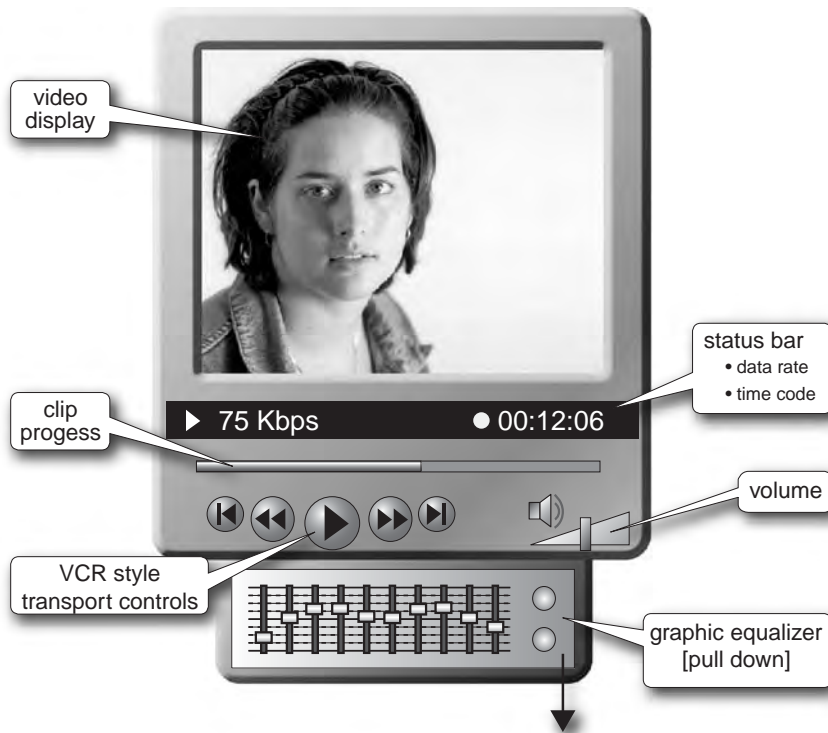 video
display
status bar
• data rate
• time code
75 Kbps
00:12:06
clip
progess
volume
VCR style
transport controls
graphic equalizer
[pull down]